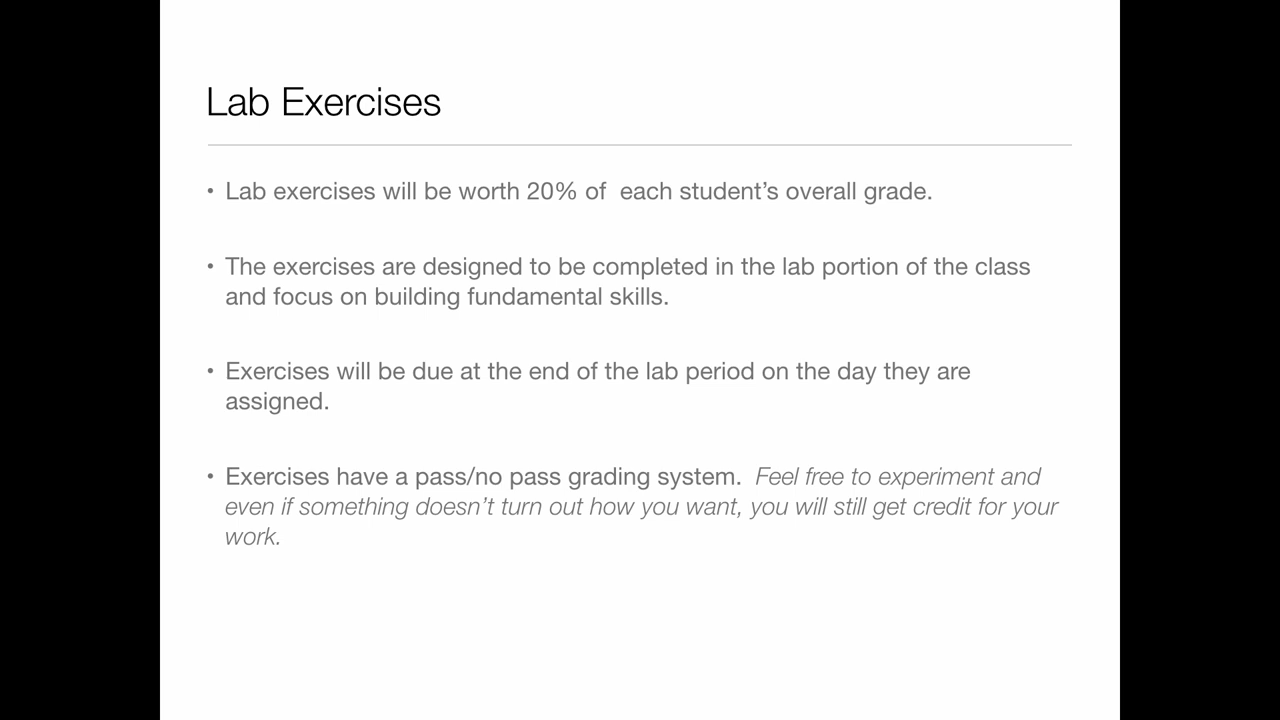 Lab Exercises
• Lab exercises will be worth 20% of  each student’s overall grade.
• The exercises are designed to be completed in the lab portion of the class
and focus on building fundamental skills.
• Exercises will be due at the end of the lab period on the day they are
assigned.
• Exercises have a pass/no pass grading system.  Feel free to experiment and
even if something doesn’t turn out how you want, you will still get credit for your
work.